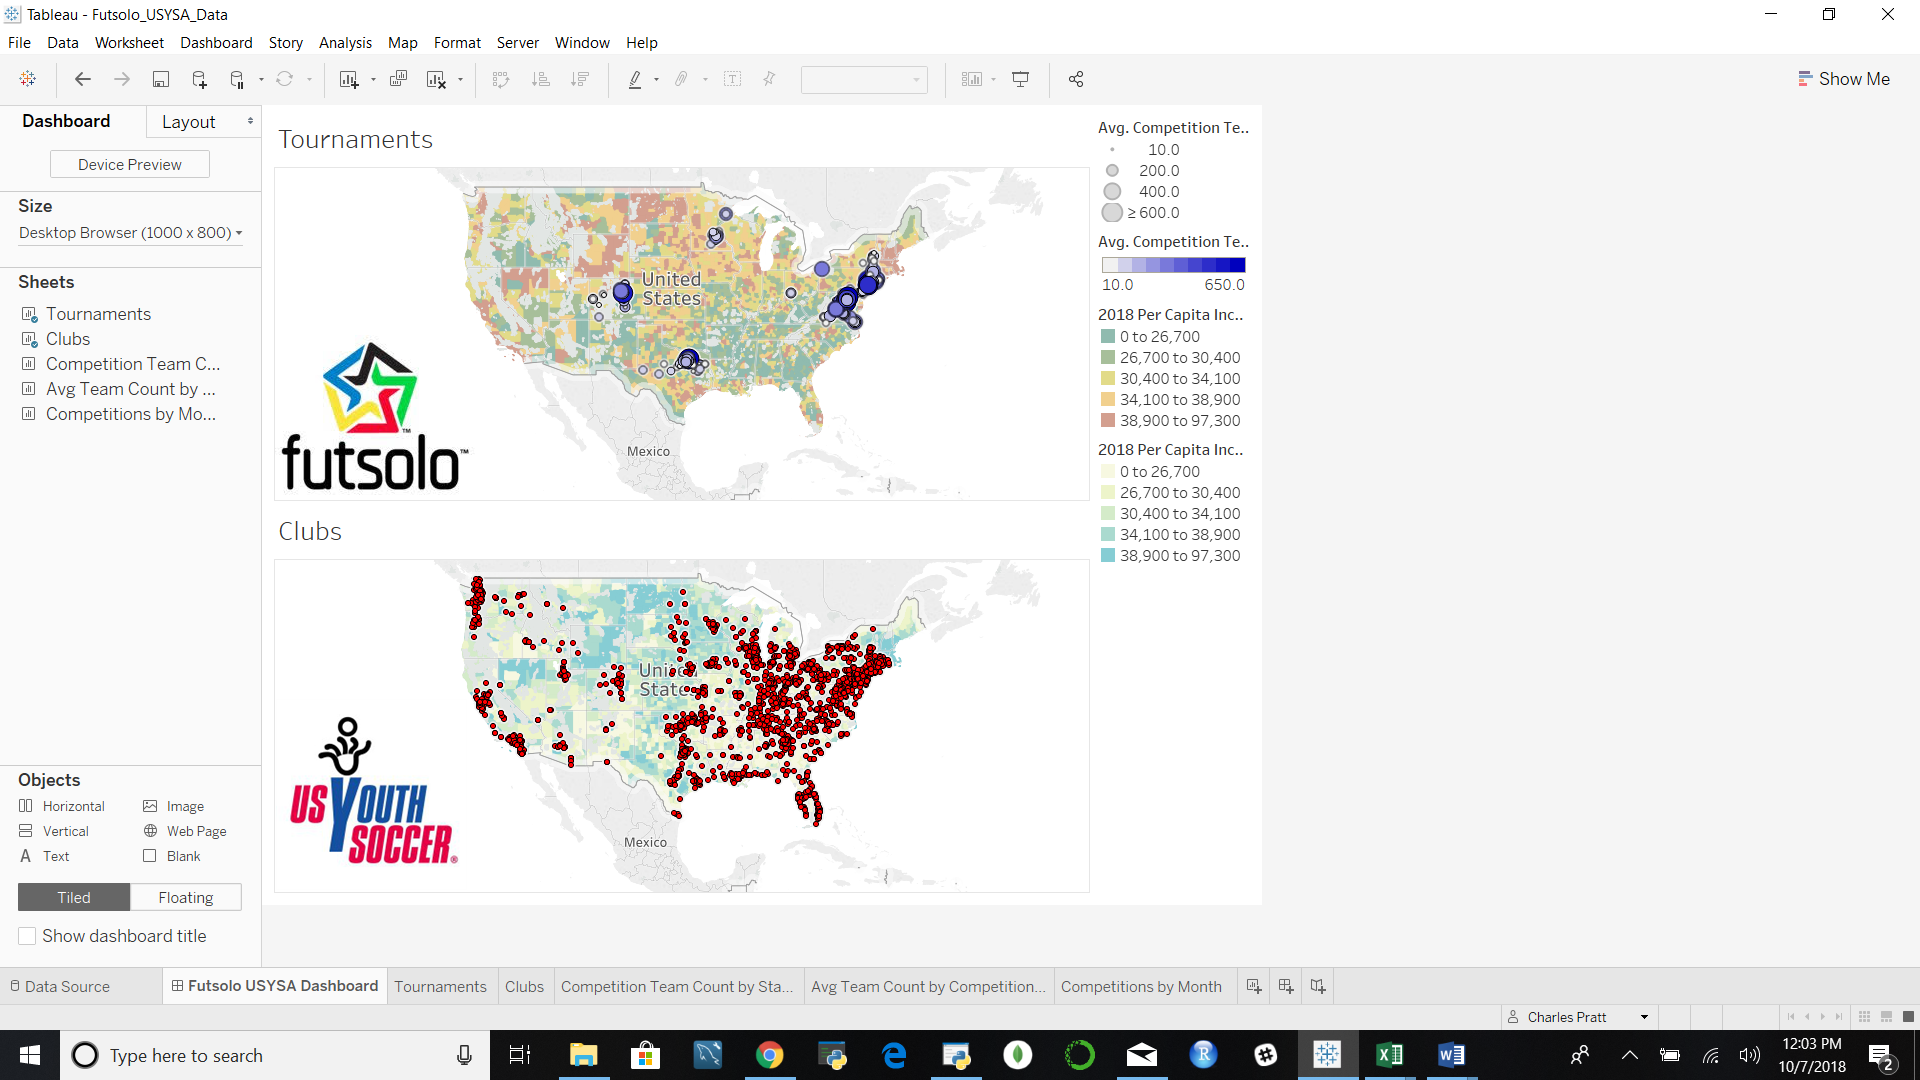 Tableau - Futsolo_USYSA_Data
File Data Worksheet Dashboard Story Analysis Map Format Server Window Help
Show Me
Dashboard Layout
Device Preview
Size
Desktop Browser (1000 x 800)
Sheets
Tournaments
Clubs
Competition Team C...
Avg Team Count by ...
Competitions by Mo...
Objects
Horizontal Image
Vertical Web Page
A Text Blank
Tiled Floating
Show dashboard title
Tournaments
United
States
Mexico
futsolo™
Clubs
United
States
Mexico
US YOUTH
SOCCER®
Avg. Competition Te..
10.0
200.0
400.0
≥ 600.0
Avg. Competition Te..
10.0 650.0
2018 Per Capita Inc..
0 to 26,700
26,700 to 30,400
30,400 to 34,100
34,100 to 38,900
38,900 to 97,300
2018 Per Capita Inc..
0 to 26,700
26,700 to 30,400
30,400 to 34,100
34,100 to 38,900
38,900 to 97,300
Data Source Futsolo USYSA Dashboard Tournaments Clubs Competition Team Count by Sta... Avg Team Count by Competition... Competitions by Month
Charles Pratt
Type here to search
12:03 PM
10/7/2018
2